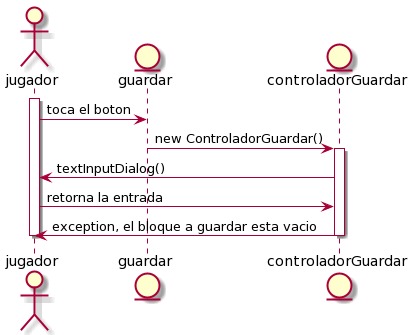 jugador guardar controladorGuardar
toca el boton
new ControladorGuardar()
textInputDialog()
retorna la entrada
exception, el bloque a guardar esta vacio
jugador guardar controladorGuardar